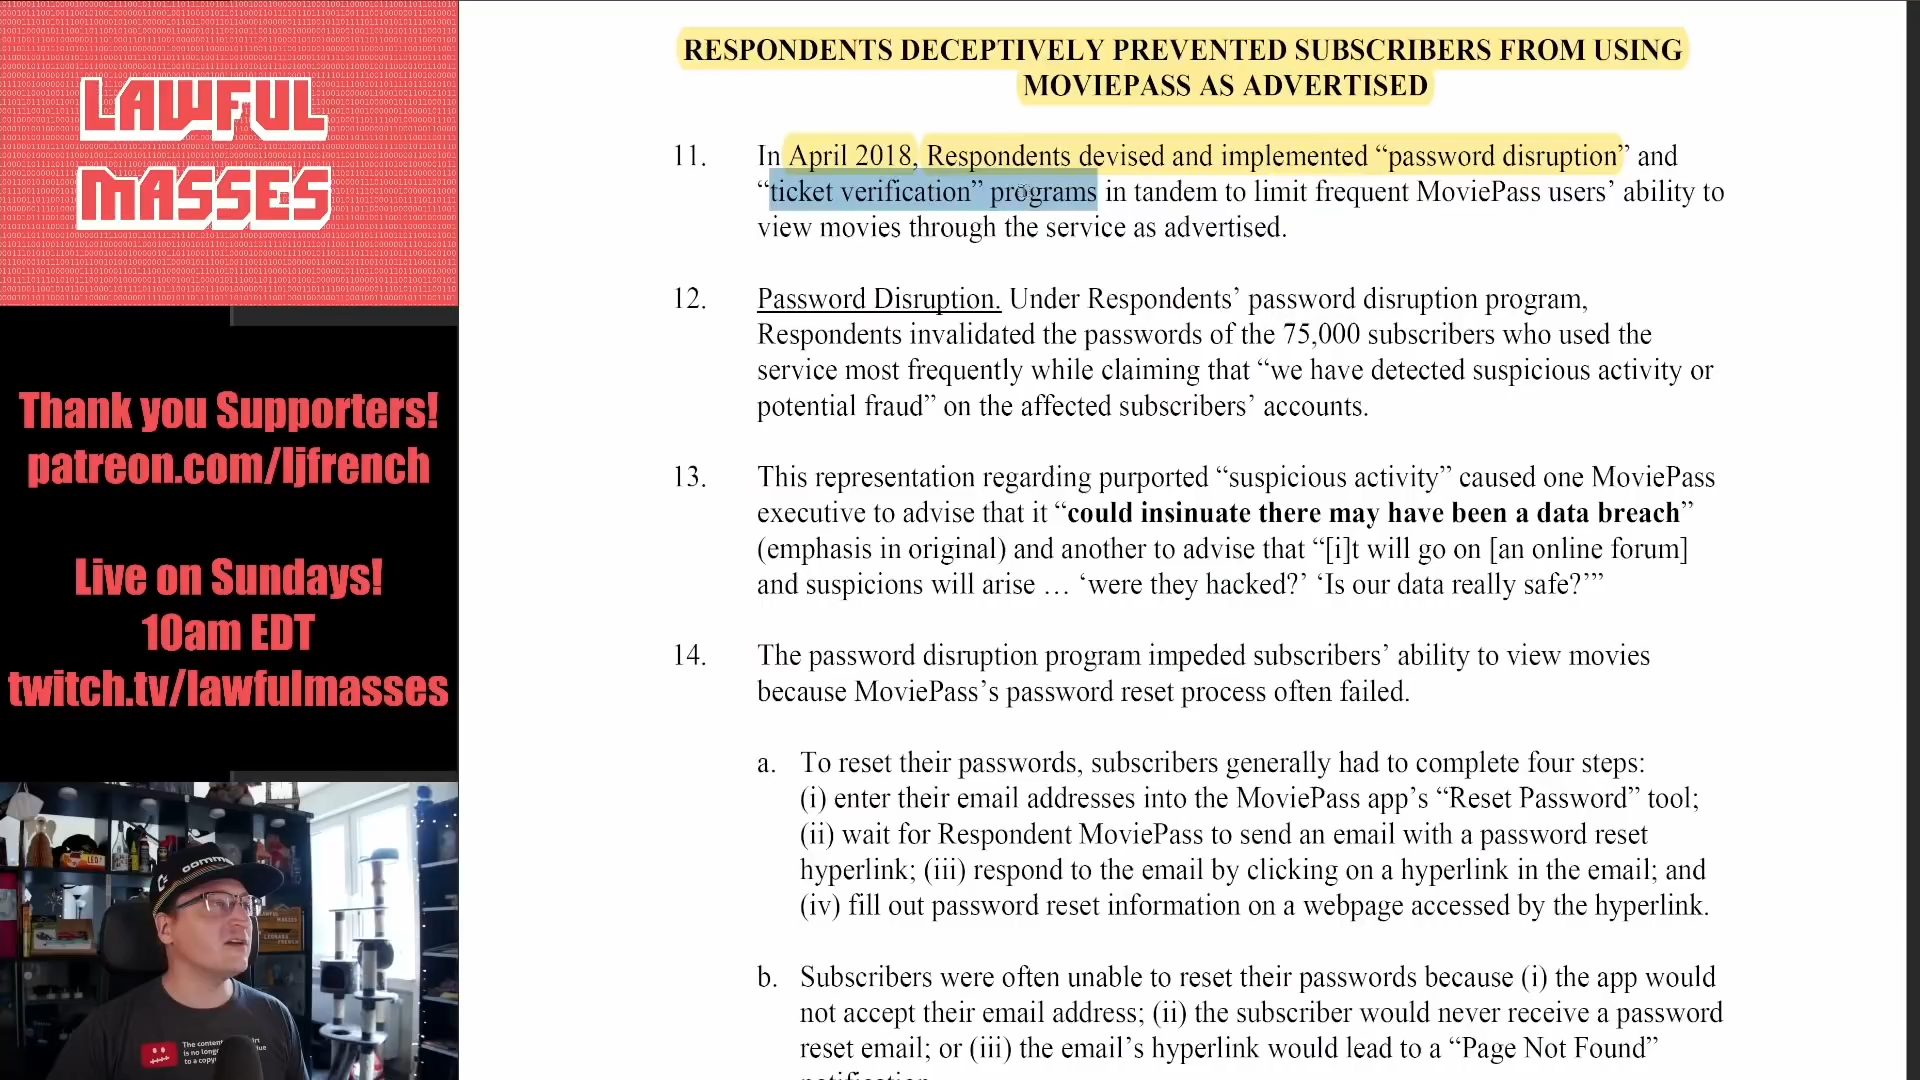 LAWFUL
MASSES
Thank you Supporters!
patreon.com/ljfrench
Live on Sundays!
10am EDT
twitch.tv/lawfulmasses
RESPONDENTS DECEPTIVELY PREVENTED SUBSCRIBERS FROM USING
MOVIEPASS AS ADVERTISED
11. In April 2018, Respondents devised and implemented “password disruption” and
“ticket verification” programs in tandem to limit frequent MoviePass users’ ability to
view movies through the service as advertised.
12. Password Disruption. Under Respondents’ password disruption program,
Respondents invalidated the passwords of the 75,000 subscribers who used the
service most frequently while claiming that “we have detected suspicious activity or
potential fraud” on the affected subscribers’ accounts.
13. This representation regarding purported “suspicious activity” caused one MoviePass
executive to advise that it “could insinuate there may have been a data breach”
(emphasis in original) and another to advise that “[i]t will go on [an online forum]
and suspicions will arise … ‘were they hacked?’ ‘Is our data really safe?’”
14. The password disruption program impeded subscribers’ ability to view movies
because MoviePass’s password reset process often failed.
a. To reset their passwords, subscribers generally had to complete four steps:
(i) enter their email addresses into the MoviePass app’s “Reset Password” tool;
(ii) wait for Respondent MoviePass to send an email with a password reset
hyperlink; (iii) respond to the email by clicking on a hyperlink in the email; and
(iv) fill out password reset information on a webpage accessed by the hyperlink.
b. Subscribers were often unable to reset their passwords because (i) the app would
not accept their email address; (ii) the subscriber would never receive a password
reset email; or (iii) the email’s hyperlink would lead to a “Page Not Found”